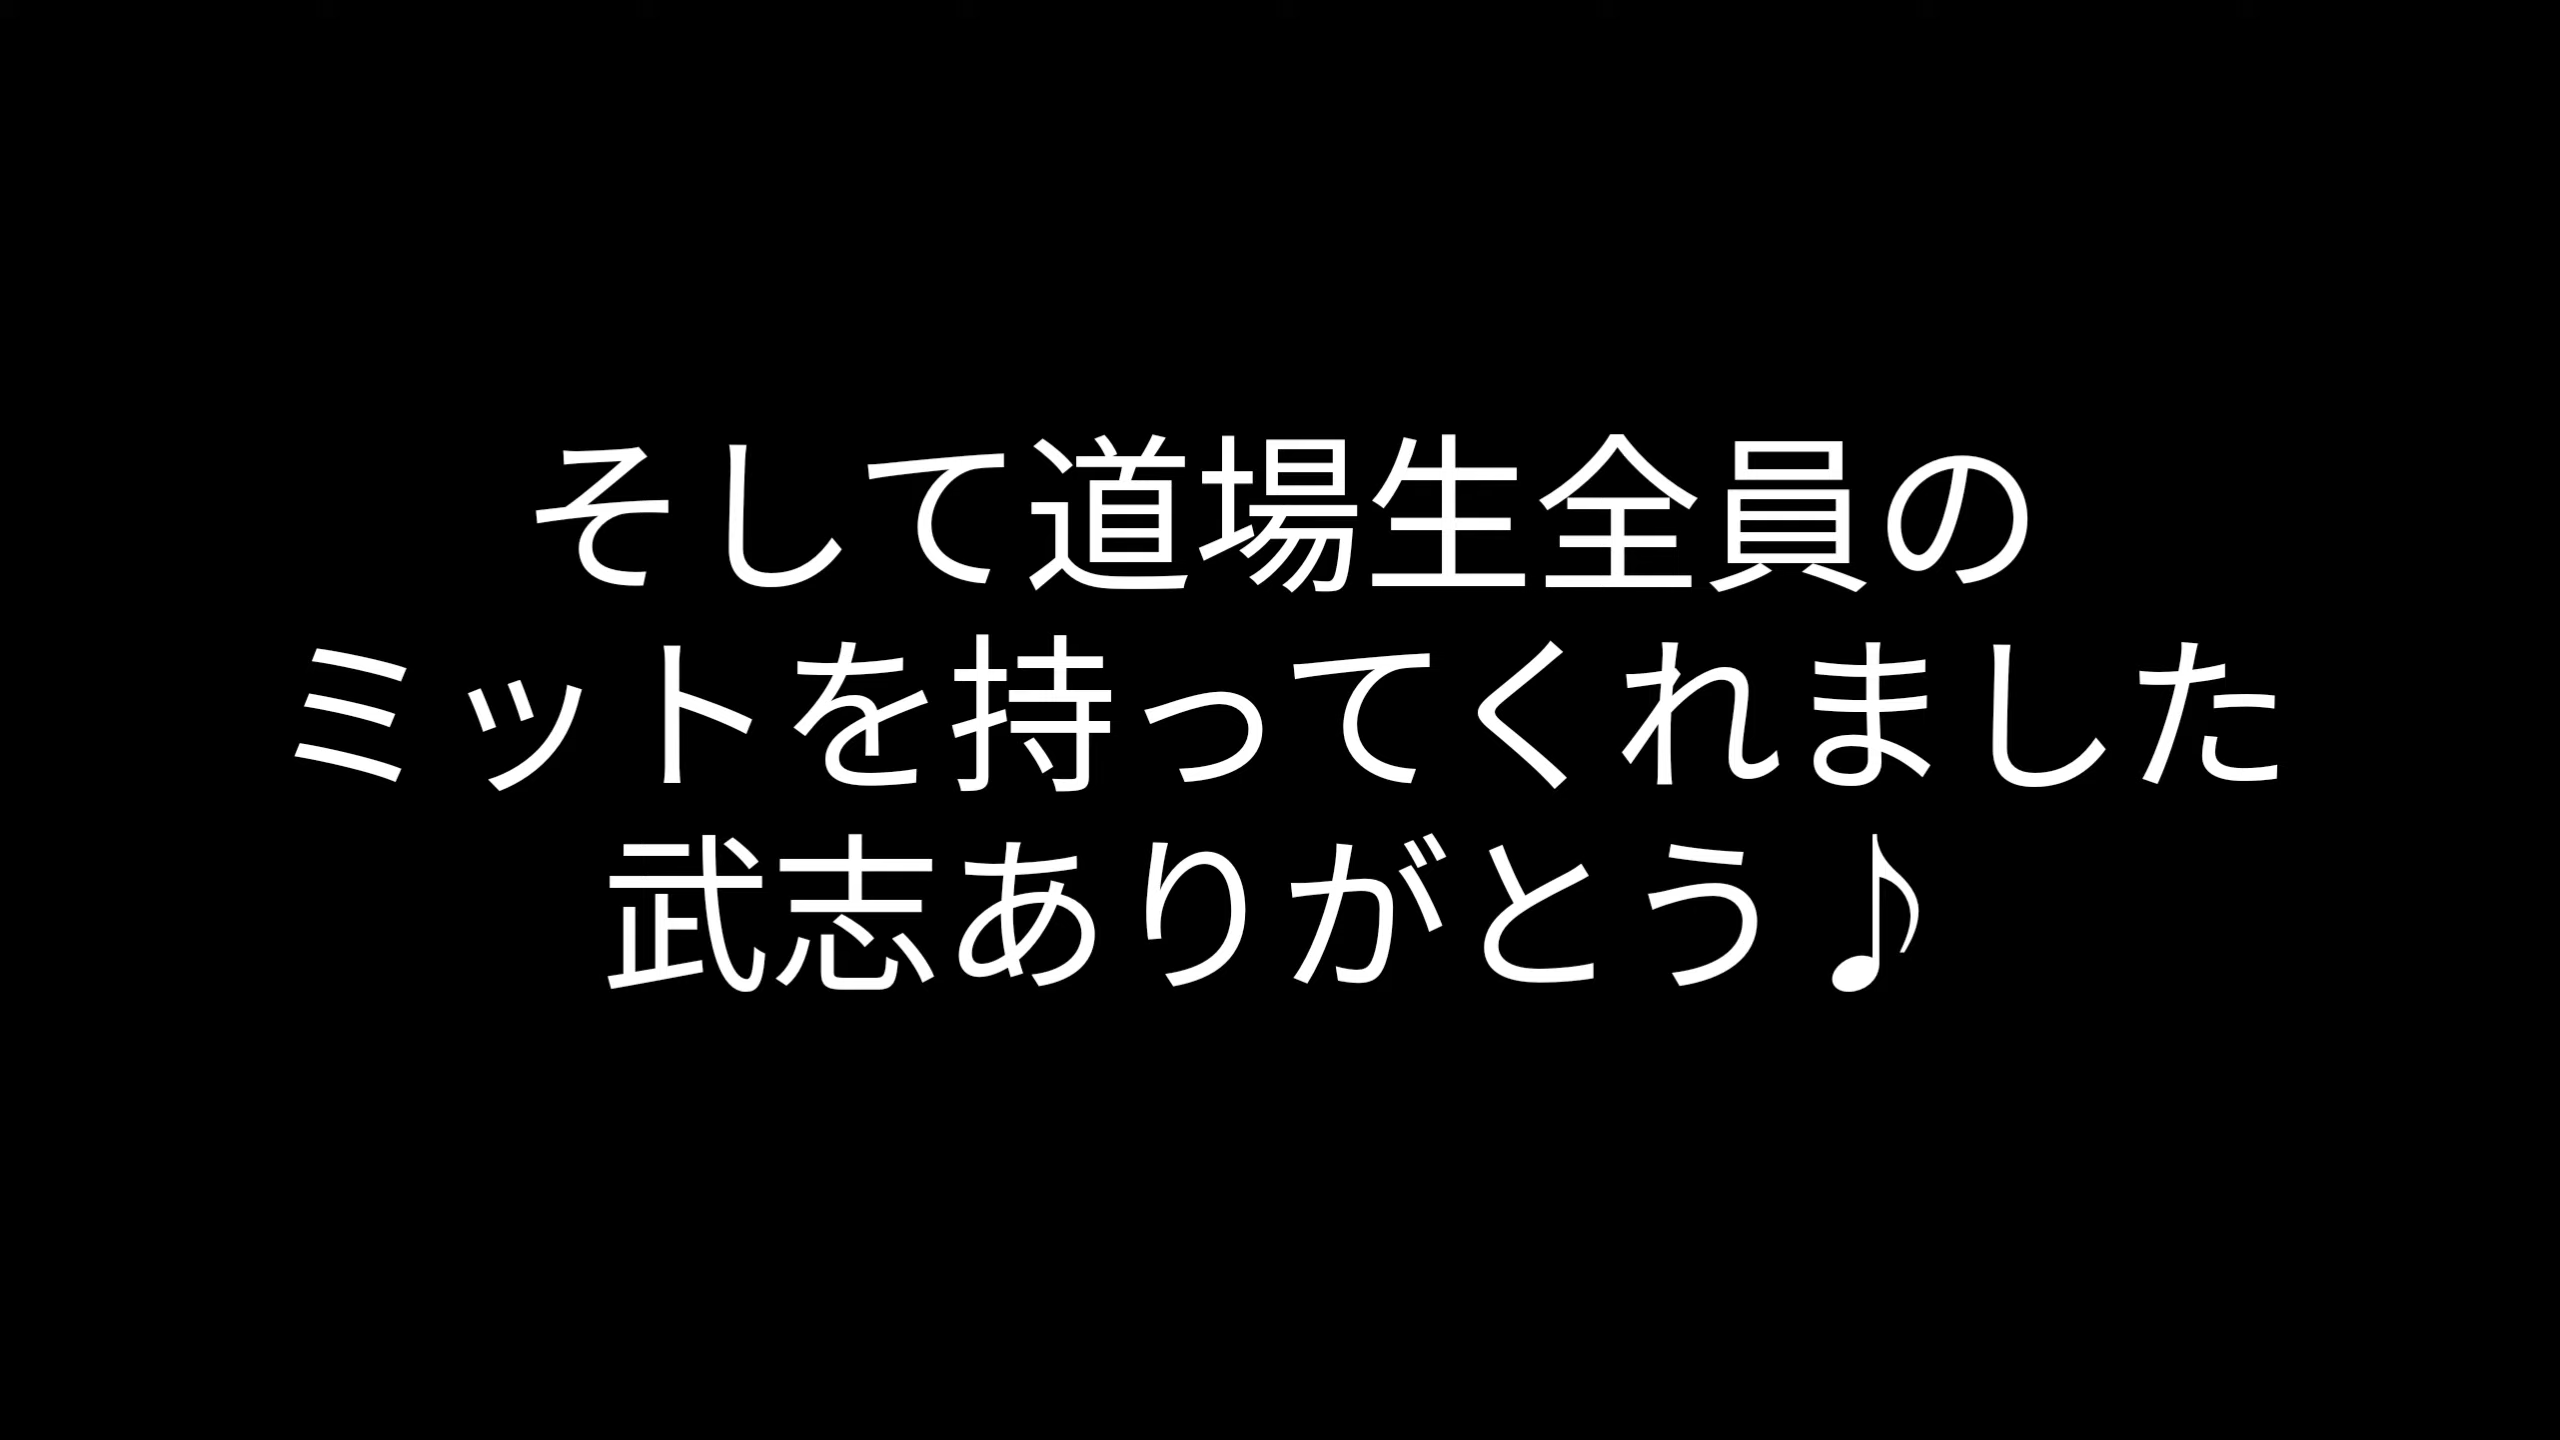 そして道場生全員の
ミットを持ってくれました
武志ありがとう♪